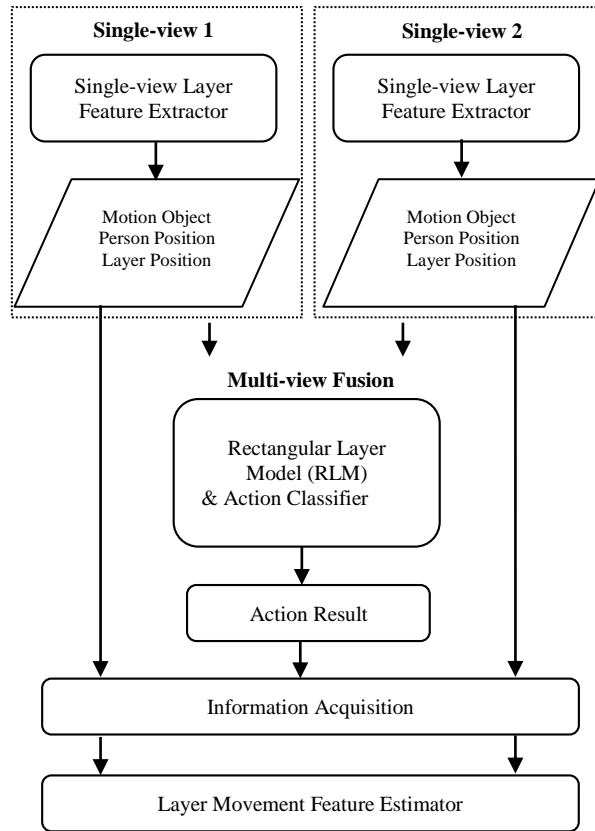 Single-view 1
Single-view Layer
Feature Extractor
Motion Object
Person Position
Layer Position
Single-view 2
Single-view Layer
Feature Extractor
Motion Object
Person Position
Layer Position
Multi-view Fusion
Rectangular Layer
Model (RLM)
& Action Classifier
Action Result
Information Acquisition
Layer Movement Feature Estimator